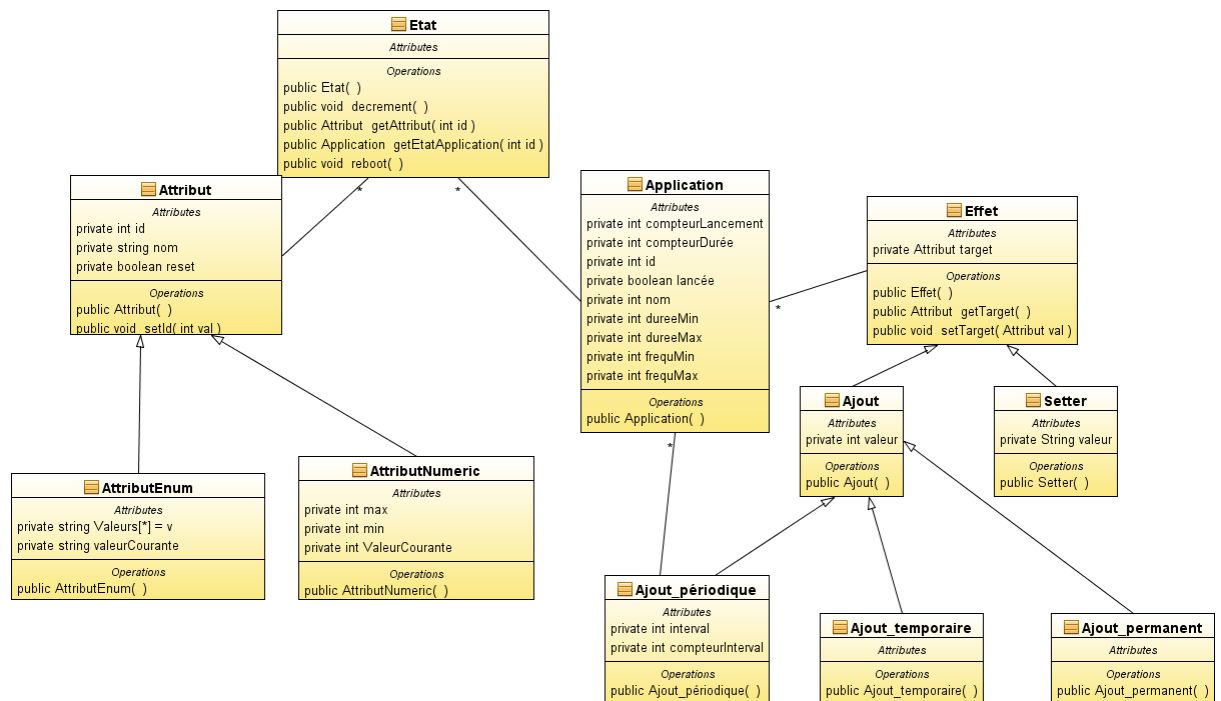 Etat
Attributes
Operations
public Etat( )
public void decrement( )
public Attribut getAttribut( int id )
public Application getEtatApplication( int id )
public void reboot( )
*
*
Attribut
Attributes
private int id
private string nom
private boolean reset
Operations
public Attribut( )
public void setId( int val )
Application
Attributes
private int compteurLancement
private int compteurDurée
private int id
private boolean lancée
private int nom
private int dureeMin
private int dureeMax
private int frequMin
private int frequMax
Operations
public Application( )
*
*
Effet
Attributes
private Attribut target
Operations
public Effet( )
public Attribut getTarget( )
public void setTarget( Attribut val )
Ajout
Attributes
private int valeur
Operations
public Ajout( )
Setter
Attributes
private String valeur
Operations
public Setter( )
AttributEnum
Attributes
private string Valeurs[*] = v
private string valeurCourante
Operations
public AttributEnum( )
AttributNumeric
Attributes
private int max
private int min
private int ValeurCourante
Operations
public AttributNumeric( )
Ajout_périodique
Attributes
private int interval
private int compteurInterval
Operations
public Ajout_périodique( )
Ajout_temporaire
Attributes
Operations
public Ajout_temporaire( )
Ajout_permanent
Attributes
Operations
public Ajout_permanent( )